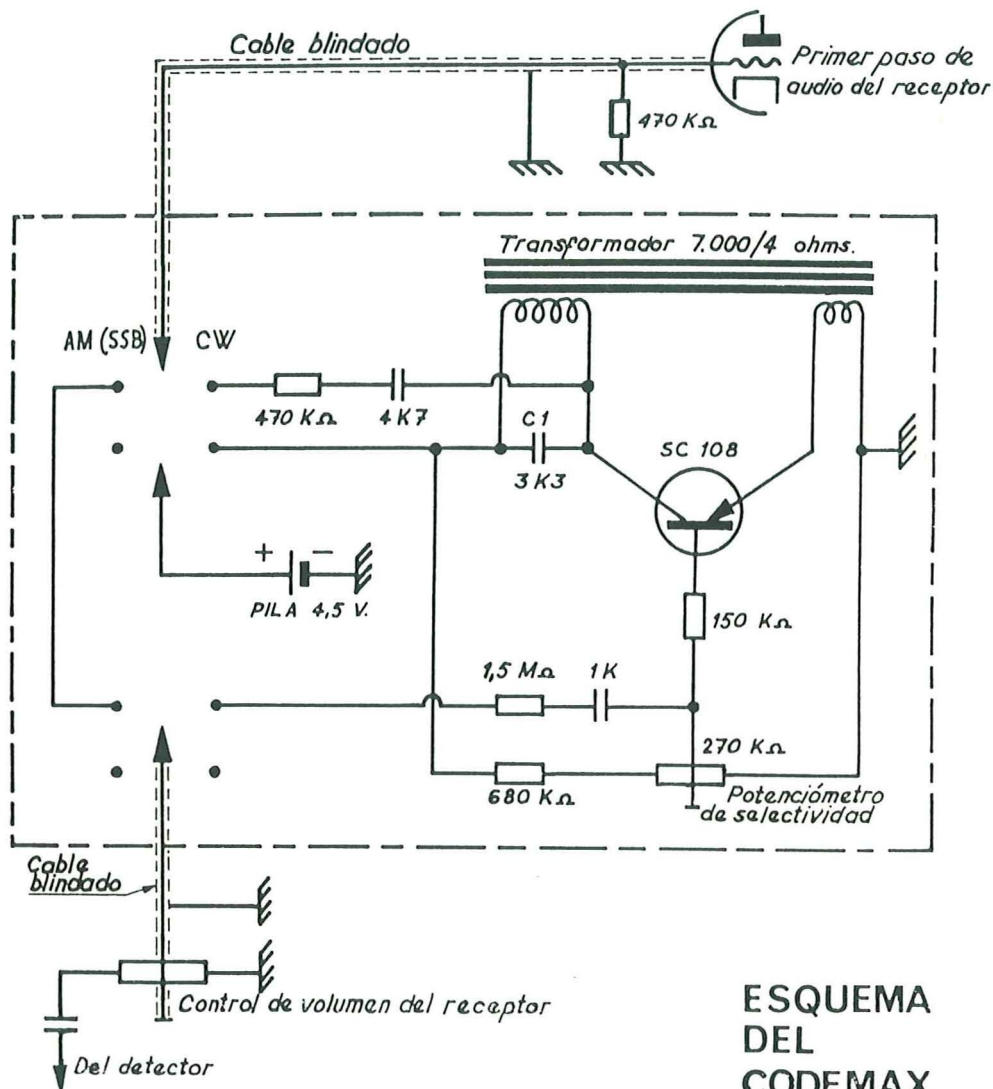 Cable blindado
Primer paso de
audio del receptor
470 KΩ
Transformador 7.000/4 ohms.
AM (SSB)
CW
470 KΩ
4K7
C1
3K3
SC 108
+ −
PILA 4,5 V.
150 KΩ
1,5 MΩ
1K
270 KΩ
680 KΩ
Potenciómetro
de selectividad
Cable
blindado
Control de volumen del receptor
Del detector
ESQUEMA
DEL
CODEMAX